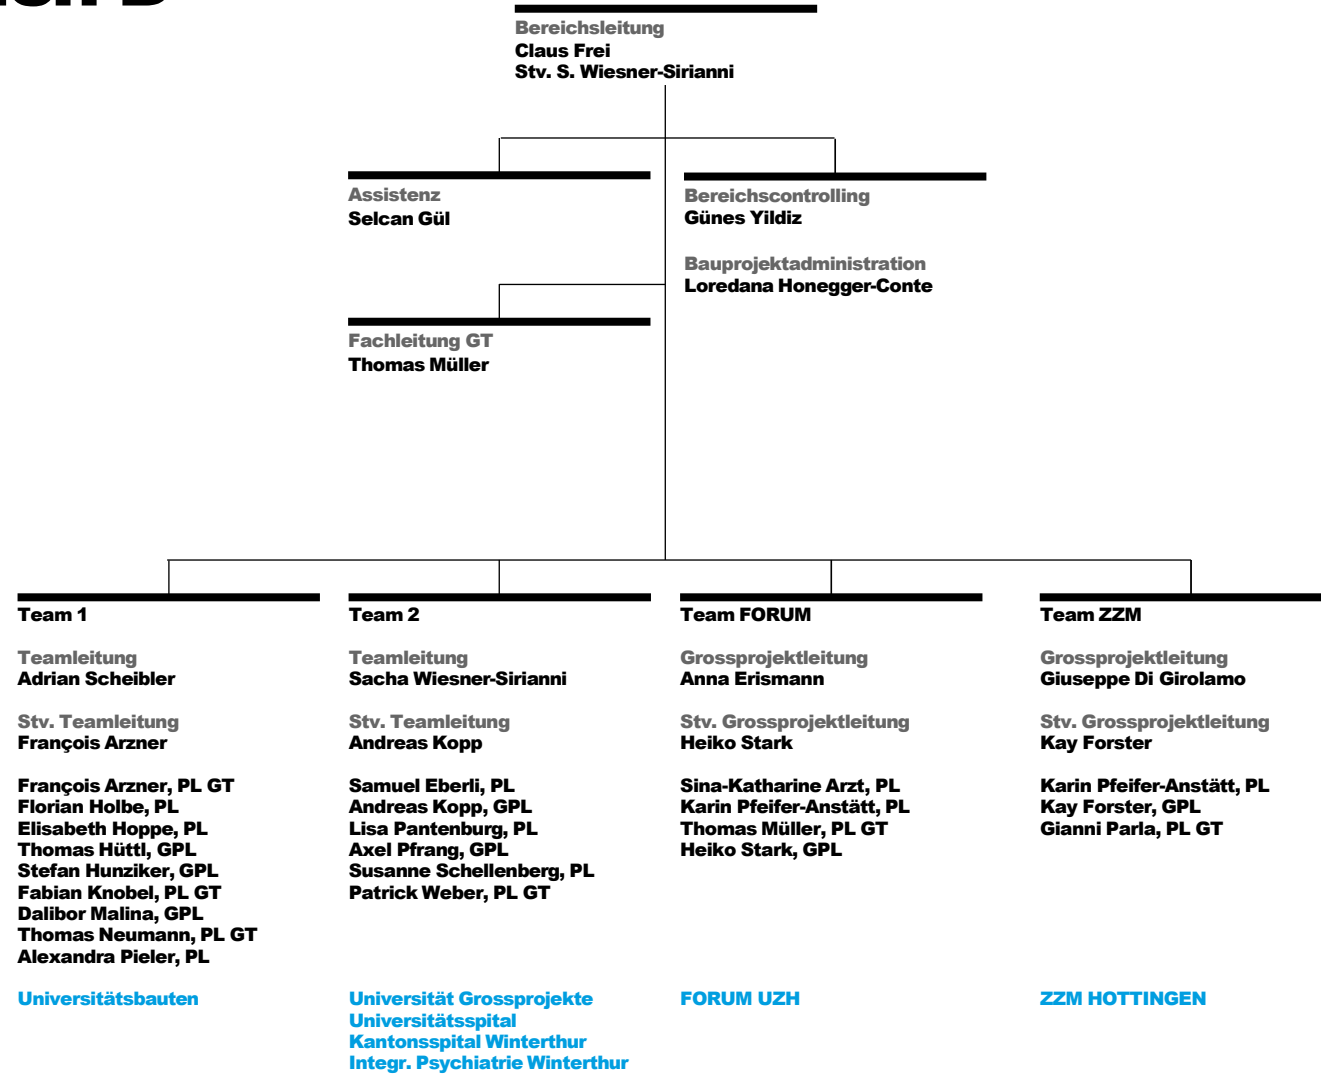 Bereichsleitung
Claus Frei
Stv. S. Wiesner-Sirianni
Assistenz
Selcan Gül
Bereichscontrolling
Günes Yildiz
Bauprojektadministration
Loredana Honegger-Conte
Fachleitung GT
Thomas Müller
Team 1
Teamleitung
Adrian Scheibler
Stv. Teamleitung
François Arzner
François Arzner, PL GT
Florian Holbe, PL
Elisabeth Hoppe, PL
Thomas Hüttl, GPL
Stefan Hunziker, GPL
Fabian Knobel, PL GT
Dalibor Malina, GPL
Thomas Neumann, PL GT
Alexandra Pieler, PL
Universitätsbauten
Team 2
Teamleitung
Sacha Wiesner-Sirianni
Stv. Teamleitung
Andreas Kopp
Samuel Eberli, PL
Andreas Kopp, GPL
Lisa Pantenburg, PL
Axel Pfrang, GPL
Susanne Schellenberg, PL
Patrick Weber, PL GT
Universität Grossprojekte
Universitätsspital
Kantonsspital Winterthur
Integr. Psychiatrie Winterthur
Team FORUM
Grossprojektleitung
Anna Erismann
Stv. Grossprojektleitung
Heiko Stark
Sina-Katharine Arzt, PL
Karin Pfeifer-Anstätt, PL
Thomas Müller, PL GT
Heiko Stark, GPL
FORUM UZH
Team ZZM
Grossprojektleitung
Giuseppe Di Girolamo
Stv. Grossprojektleitung
Kay Forster
Karin Pfeifer-Anstätt, PL
Kay Forster, GPL
Gianni Parla, PL GT
ZZM HOTTINGEN